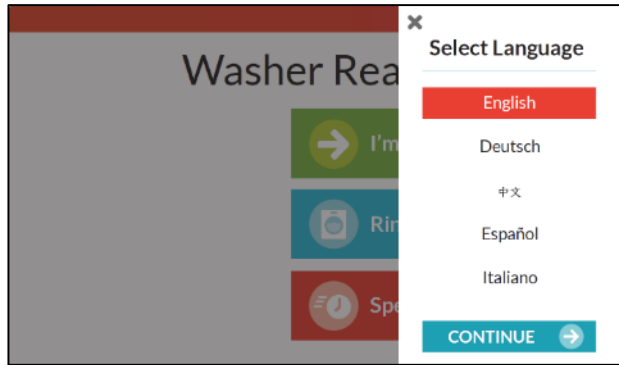 Select Language
Washer Rea
English
I'm
Deutsch
中文
Rin
Español
Italiano
Spe
CONTINUE